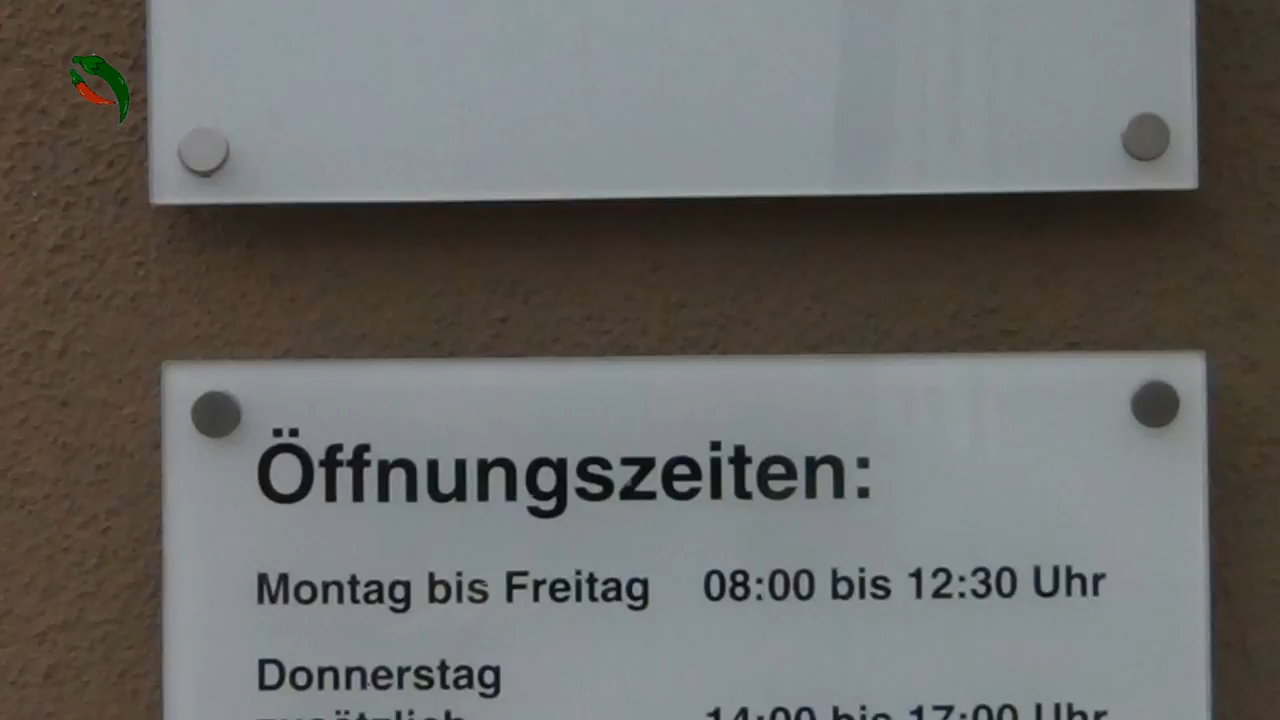 Öffnungszeiten:
Montag bis Freitag 08:00 bis 12:30 Uhr
Donnerstag
zusätzlich 14:00 bis 17:00 Uhr